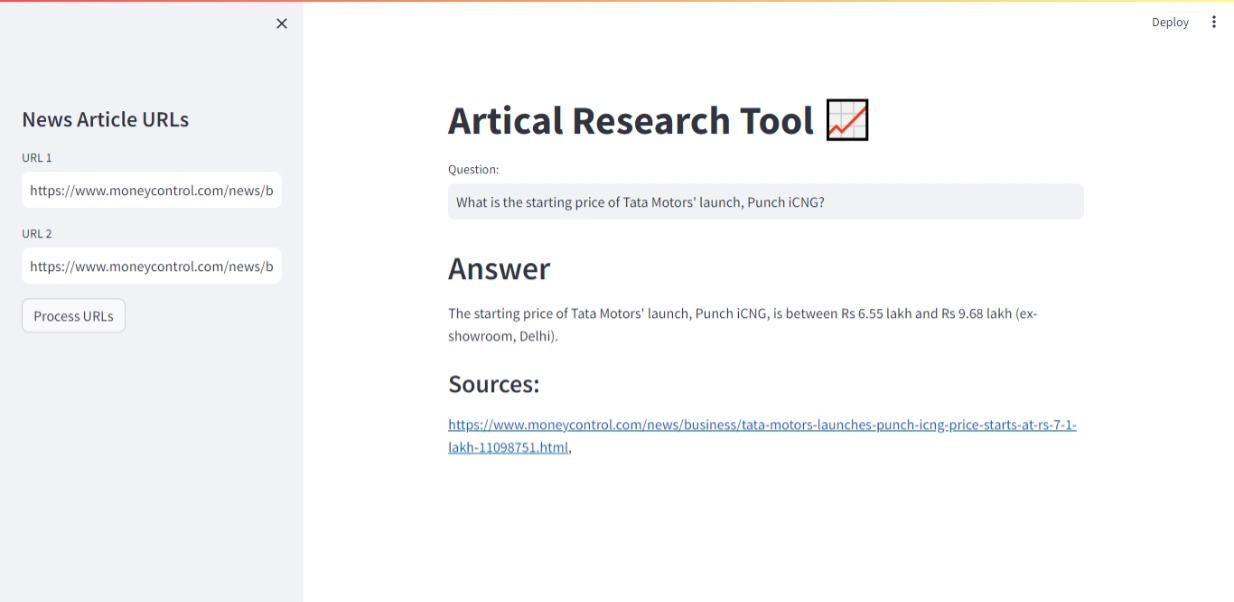 Deploy
News Article URLs
URL 1
https://www.moneycontrol.com/news/b
URL 2
https://www.moneycontrol.com/news/b
Process URLs
Artical Research Tool
Question:
What is the starting price of Tata Motors' launch, Punch iCNG?
Answer
The starting price of Tata Motors' launch, Punch iCNG, is between Rs 6.55 lakh and Rs 9.68 lakh (ex-
showroom, Delhi).
Sources:
https://www.moneycontrol.com/news/business/tata-motors-launches-punch-icng-price-starts-at-rs-7-1-
lakh-11098751.html,